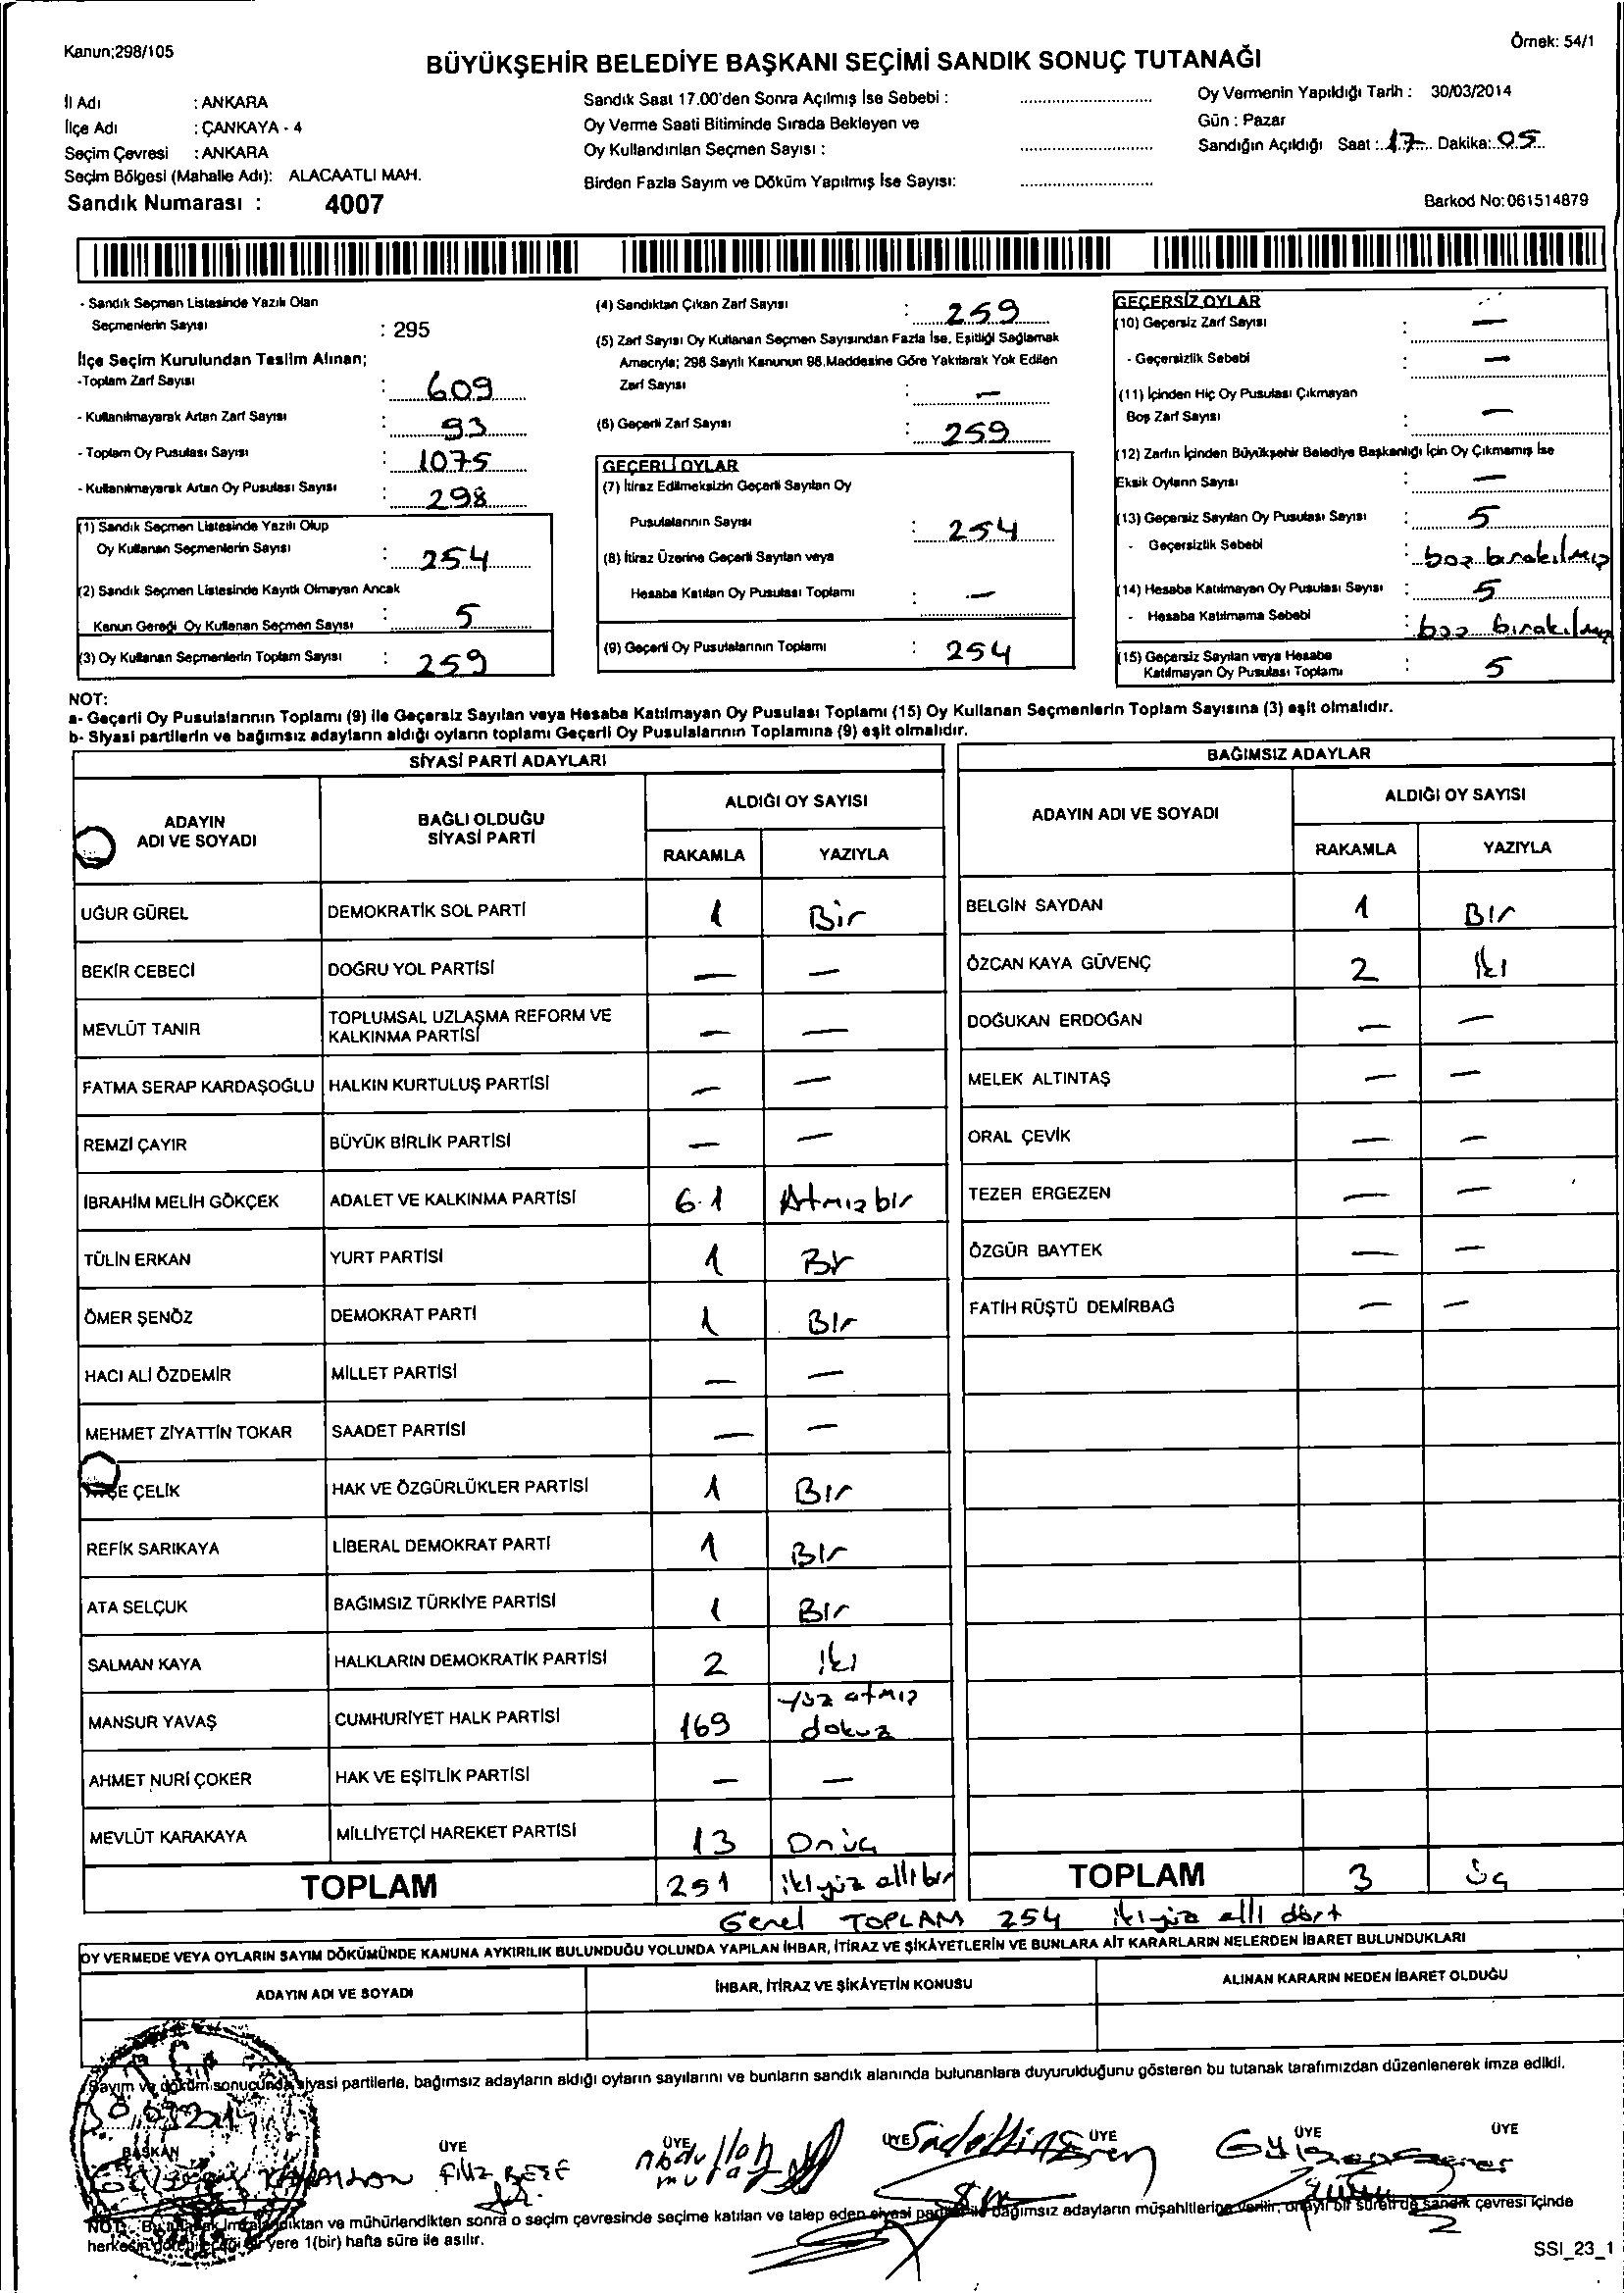 Kanun;298/105
Örnek: 54/1
BÜYÜKŞEHİR BELEDİYE BAŞKANI SEÇİMİ SANDIK SONUÇ TUTANAĞI
İl Adı : ANKARA
İlçe Adı : ÇANKAYA - 4
Seçim Çevresi : ANKARA
Seçim Bölgesi (Mahalle Adı): ALACAATLI MAH.
Sandık Numarası : 4007
Sandık Saat 17.00'den Sonra Açılmış İse Sebebi :
Oy Verme Saati Bitiminde Sırada Bekleyen ve
Oy Kullandırılan Seçmen Sayısı :
Birden Fazla Sayım ve Döküm Yapılmış İse Sayısı:
Oy Vermenin Yapıldığı Tarih : 30/03/2014
Gün : Pazar
Sandığın Açıldığı Saat : 17 Dakika: 05
Barkod No:061514879
- Sandık Seçmen Listesinde Yazılı Olan
Seçmenlerin Sayısı : 295
İlçe Seçim Kurulundan Teslim Alınan;
-Toplam Zarf Sayısı : 609
- Kullanılmayarak Artan Zarf Sayısı : 93
- Toplam Oy Pusulası Sayısı : 1075
- Kullanılmayarak Artan Oy Pusulası Sayısı : 298
(1) Sandık Seçmen Listesinde Yazılı Olup
Oy Kullanan Seçmenlerin Sayısı : 254
(2) Sandık Seçmen Listesinde Kayıtlı Olmayan Ancak
Kanun Gereği Oy Kullanan Seçmen Sayısı : 5
(3) Oy Kullanan Seçmenlerin Toplam Sayısı : 259
(4) Sandıktan Çıkan Zarf Sayısı : 259
(5) Zarf Sayısı Oy Kullanan Seçmen Sayısından Fazla İse, Eşitliği Sağlamak
Amacıyla; 298 Sayılı Kanunun 98.Maddesine Göre Yakılarak Yok Edilen
Zarf Sayısı : —
(6) Geçerli Zarf Sayısı : 259
GEÇERLİ OYLAR
(7) İtiraz Edilmeksizin Geçerli Sayılan Oy
Pusulalarının Sayısı : 254
(8) İtiraz Üzerine Geçerli Sayılan veya
Hesaba Katılan Oy Pusulası Toplamı : —
(9) Geçerli Oy Pusulalarının Toplamı : 254
GEÇERSİZ OYLAR
(10) Geçersiz Zarf Sayısı : —
- Geçersizlik Sebebi : —
(11) İçinden Hiç Oy Pusulası Çıkmayan
Boş Zarf Sayısı : —
(12) Zarfın İçinden Büyükşehir Belediye Başkanlığı İçin Oy Çıkmamış İse
Eksik Oyların Sayısı : —
(13) Geçersiz Sayılan Oy Pusulası Sayısı : 5
- Geçersizlik Sebebi : boş bırakılmış
(14) Hesaba Katılmayan Oy Pusulası Sayısı : 5
- Hesaba Katılmama Sebebi : boş bırakılmış
(15) Geçersiz Sayılan veya Hesaba
Katılmayan Oy Pusulası Toplamı : 5
NOT:
a- Geçerli Oy Pusulalarının Toplamı (9) ile Geçersiz Sayılan veya Hesaba Katılmayan Oy Pusulası Toplamı (15) Oy Kullanan Seçmenlerin Toplam Sayısına (3) eşit olmalıdır.
b- Siyasi partilerin ve bağımsız adayların aldığı oyların toplamı Geçerli Oy Pusulalarının Toplamına (9) eşit olmalıdır.
SİYASİ PARTİ ADAYLARI
ADAYIN ADI VE SOYADI BAĞLI OLDUĞU SİYASİ PARTİ ALDIĞI OY SAYISI
RAKAMLA YAZIYLA
UĞUR GÜREL DEMOKRATİK SOL PARTİ 1 Bir
BEKİR CEBECİ DOĞRU YOL PARTİSİ — —
MEVLÜT TANIR TOPLUMSAL UZLAŞMA REFORM VE KALKINMA PARTİSİ — —
FATMA SERAP KARDAŞOĞLU HALKIN KURTULUŞ PARTİSİ — —
REMZİ ÇAYIR BÜYÜK BİRLİK PARTİSİ — —
İBRAHİM MELİH GÖKÇEK ADALET VE KALKINMA PARTİSİ 61 Atmışbir
TÜLİN ERKAN YURT PARTİSİ 1 Bir
ÖMER ŞENÖZ DEMOKRAT PARTİ 1 Bir
HACI ALİ ÖZDEMİR MİLLET PARTİSİ — —
MEHMET ZİYATTİN TOKAR SAADET PARTİSİ — —
ÇELİK HAK VE ÖZGÜRLÜKLER PARTİSİ 1 Bir
REFİK SARIKAYA LİBERAL DEMOKRAT PARTİ 1 Bir
ATA SELÇUK BAĞIMSIZ TÜRKİYE PARTİSİ 1 Bir
SALMAN KAYA HALKLARIN DEMOKRATİK PARTİSİ 2 iki
MANSUR YAVAŞ CUMHURİYET HALK PARTİSİ 169 yüz atmış dokuz
AHMET NURİ ÇOKER HAK VE EŞİTLİK PARTİSİ — —
MEVLÜT KARAKAYA MİLLİYETÇİ HAREKET PARTİSİ 13 Onüç
TOPLAM 251 ikiyüz ellibir
BAĞIMSIZ ADAYLAR
ADAYIN ADI VE SOYADI ALDIĞI OY SAYISI
RAKAMLA YAZIYLA
BELGİN SAYDAN 1 Bir
ÖZCAN KAYA GÜVENÇ 2 iki
DOĞUKAN ERDOĞAN — —
MELEK ALTINTAŞ — —
ORAL ÇEVİK — —
TEZER ERGEZEN — —
ÖZGÜR BAYTEK — —
FATİH RÜŞTÜ DEMİRBAĞ — —
TOPLAM 3 üç
Genel TOPLAM 254 ikiyüz elli dört
OY VERMEDE VEYA OYLARIN SAYIM DÖKÜMÜNDE KANUNA AYKIRILIK BULUNDUĞU YOLUNDA YAPILAN İHBAR, İTİRAZ VE ŞİKÂYETLERİN VE BUNLARA AİT KARARLARIN NELERDEN İBARET BULUNDUKLARI
ADAYIN ADI VE SOYADI İHBAR, İTİRAZ VE ŞİKÂYETİN KONUSU ALINAN KARARIN NEDEN İBARET OLDUĞU
Sayım ve döküm sonucunda siyasi partilerle, bağımsız adayların aldığı oyların sayılarını ve bunların sandık alanında bulunanlara duyurulduğunu gösteren bu tutanak tarafımızdan düzenlenerek imza edildi.
BAŞKAN ÜYE ÜYE ÜYE ÜYE ÜYE ÜYE
Filiz Abdullah Sadettin Eren
NOT: Bu tutanak imzalandıktan ve mühürlendikten sonra o seçim çevresinde seçime katılan ve talep eden siyasi partiler ile bağımsız adayların müşahitlerine verilir, onaylı bir sureti de sandık çevresi içinde
herkesin görebileceği bir yere 1(bir) hafta süre ile asılır.
SSI_23_1